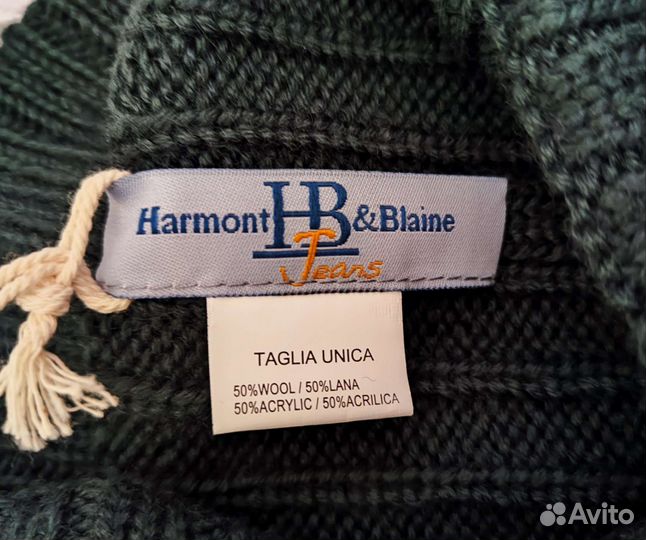 Harmont HB &Blaine
Jeans
TAGLIA UNICA
50%WOOL / 50%LANA
50%ACRYLIC / 50%ACRILICA
Avito